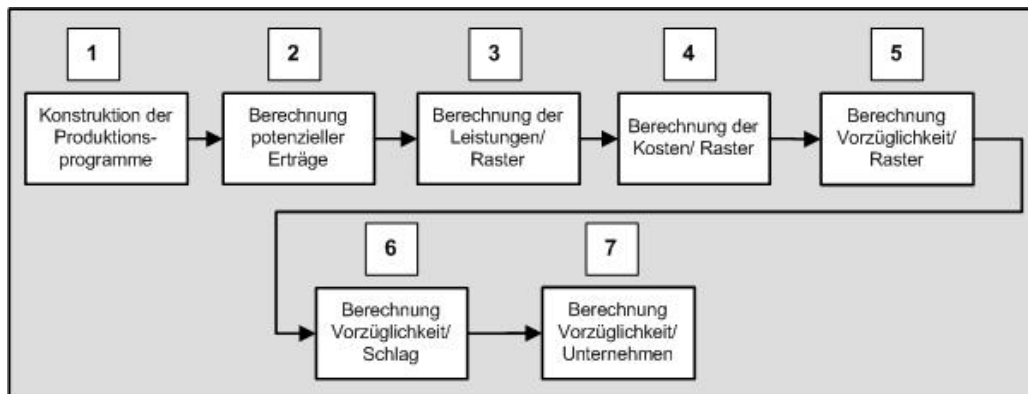 1
Konstruktion der
Produktions-
programme
2
Berechnung
potenzieller
Erträge
3
Berechnung der
Leistungen/
Raster
4
Berechnung der
Kosten/ Raster
5
Berechnung
Vorzüglichkeit/
Raster
6
Berechnung
Vorzüglichkeit/
Schlag
7
Berechnung
Vorzüglichkeit/
Unternehmen